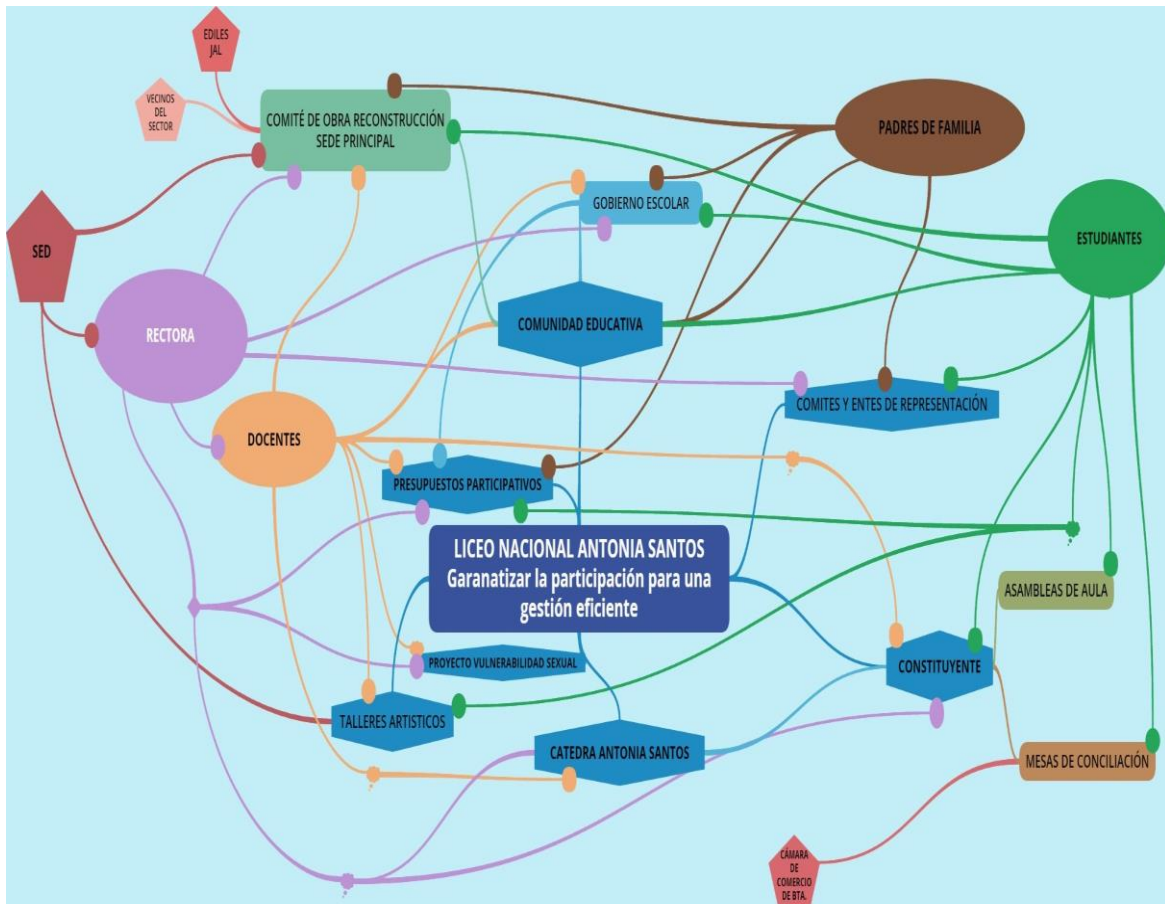 EDILES
JAL
VECINOS
DEL
SECTOR
COMITÉ DE OBRA RECONSTRUCCIÓN
SEDE PRINCIPAL
PADRES DE FAMILIA
GOBIERNO ESCOLAR
SED
ESTUDIANTES
RECTORA
COMUNIDAD EDUCATIVA
COMITES Y ENTES DE REPRESENTACIÓN
DOCENTES
PRESUPUESTOS PARTICIPATIVOS
LICEO NACIONAL ANTONIA SANTOS
Garanatizar la participación para una
gestión eficiente
ASAMBLEAS DE AULA
PROYECTO VULNERABILIDAD SEXUAL
CONSTITUYENTE
TALLERES ARTISTICOS
CATEDRA ANTONIA SANTOS
MESAS DE CONCILIACIÓN
CÁMARA
DE
COMERCIO
DE BTA.